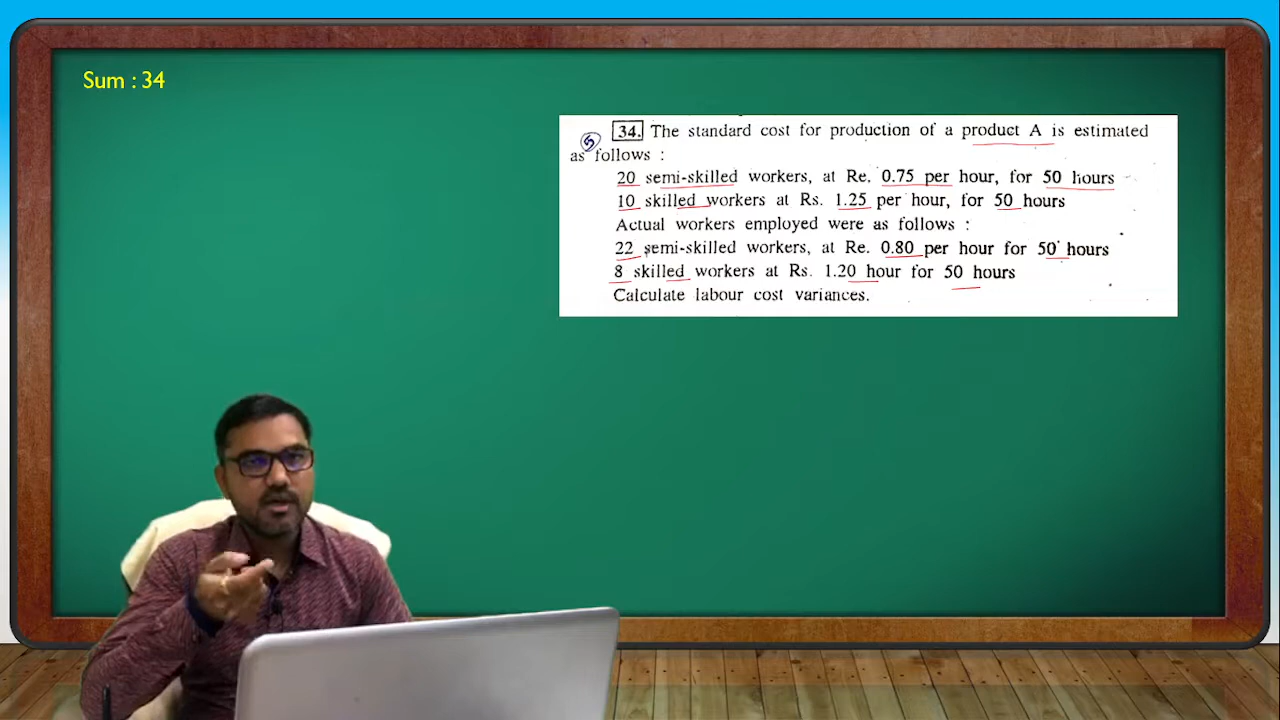 Sum : 34
5 34. The standard cost for production of a product A is estimated
as follows :
20 semi-skilled workers, at Re. 0.75 per hour, for 50 hours
10 skilled workers at Rs. 1.25 per hour, for 50 hours
Actual workers employed were as follows :
22 semi-skilled workers, at Re. 0.80 per hour for 50 hours
8 skilled workers at Rs. 1.20 hour for 50 hours
Calculate labour cost variances.